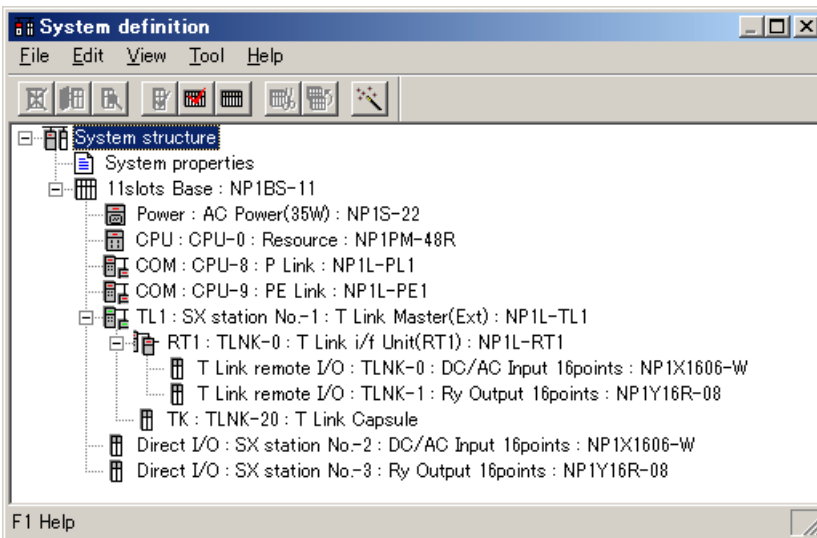 System definition
File Edit View Tool Help
System structure
System properties
11slots Base : NP1BS-11
Power : AC Power(35W) : NP1S-22
CPU : CPU-0 : Resource : NP1PM-48R
COM : CPU-8 : P Link : NP1L-PL1
COM : CPU-9 : PE Link : NP1L-PE1
TL1 : SX station No.-1 : T Link Master(Ext) : NP1L-TL1
RT1 : TLNK-0 : T Link i/f Unit(RT1) : NP1L-RT1
T Link remote I/O : TLNK-0 : DC/AC Input 16points : NP1X1606-W
T Link remote I/O : TLNK-1 : Ry Output 16points : NP1Y16R-08
TK : TLNK-20 : T Link Capsule
Direct I/O : SX station No.-2 : DC/AC Input 16points : NP1X1606-W
Direct I/O : SX station No.-3 : Ry Output 16points : NP1Y16R-08
F1 Help